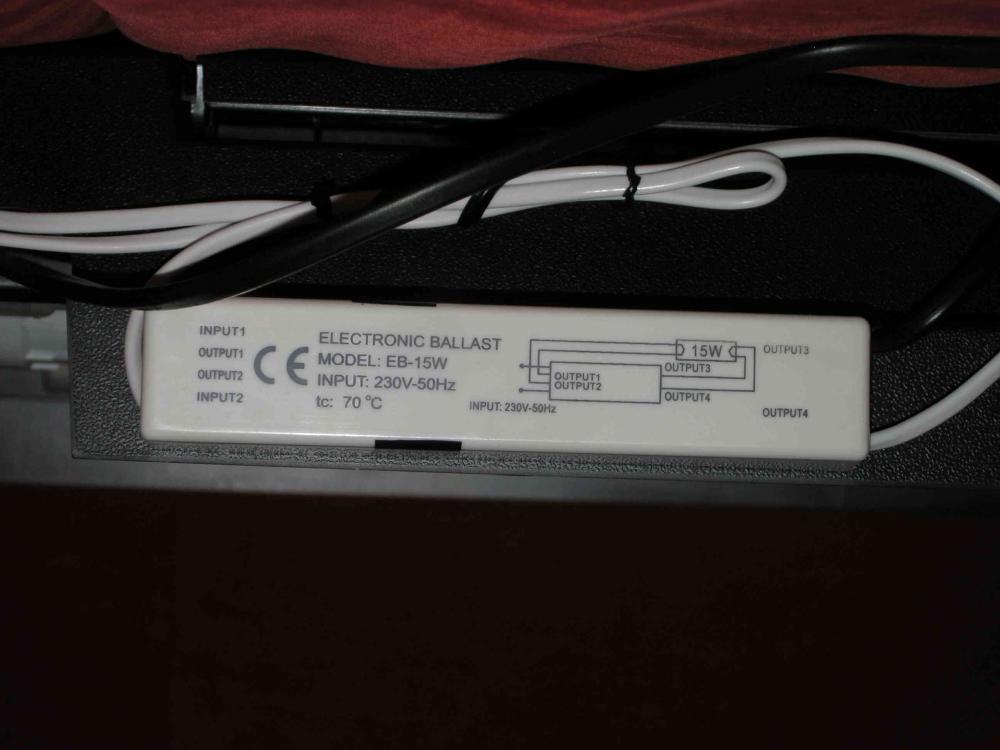 INPUT1
OUTPUT1
OUTPUT2
INPUT2
CE
ELECTRONIC BALLAST
MODEL: EB-15W
INPUT: 230V-50Hz
tc: 70 °C
15W
OUTPUT3
OUTPUT1
OUTPUT2
OUTPUT4
INPUT: 230V-50Hz
OUTPUT3
OUTPUT4